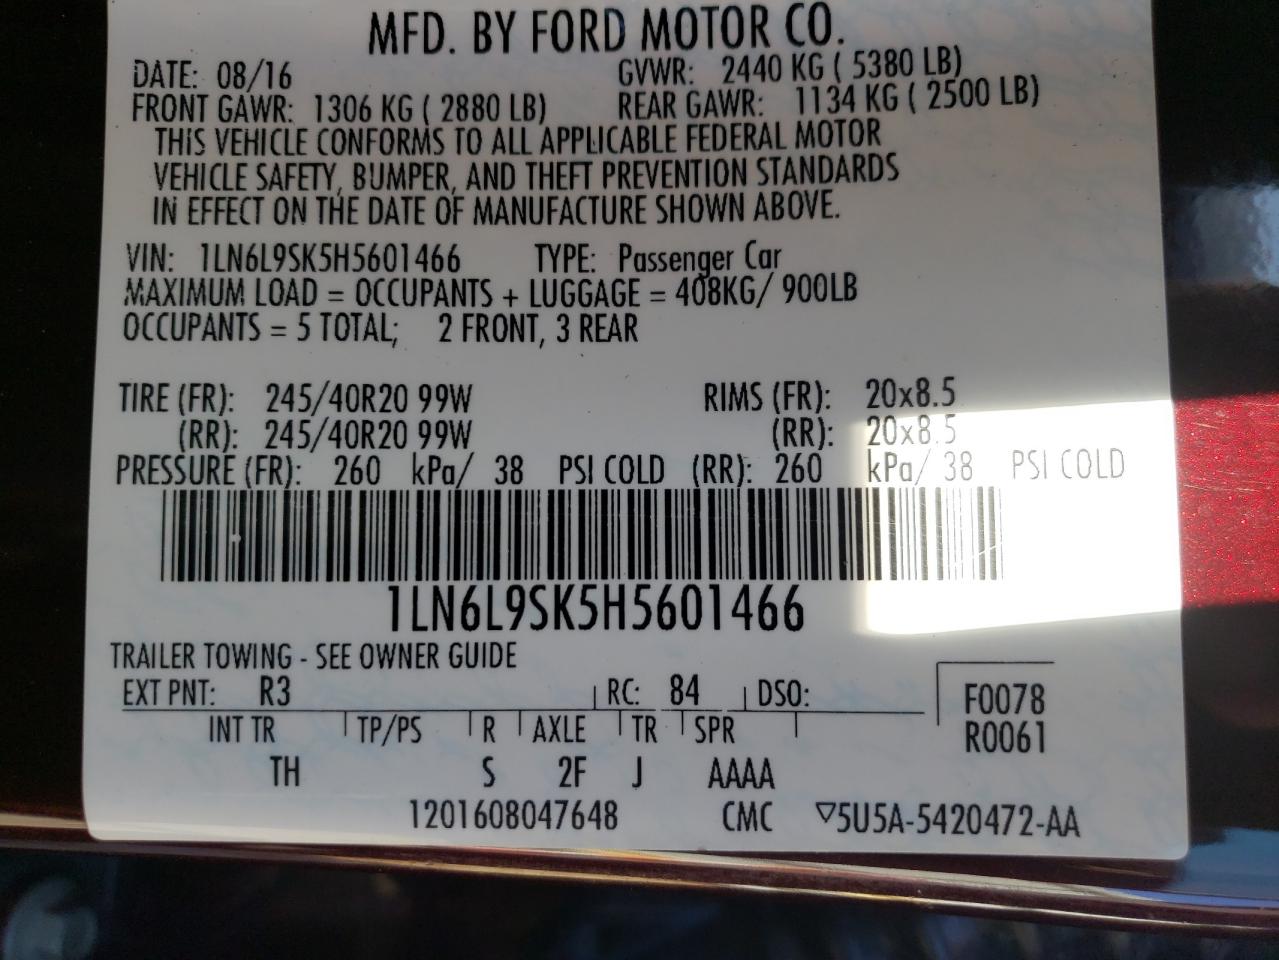 MFD. BY FORD MOTOR CO.
DATE: 08/16 GVWR: 2440 KG ( 5380 LB)
FRONT GAWR: 1306 KG ( 2880 LB) REAR GAWR: 1134 KG ( 2500 LB)
THIS VEHICLE CONFORMS TO ALL APPLICABLE FEDERAL MOTOR
VEHICLE SAFETY, BUMPER, AND THEFT PREVENTION STANDARDS
IN EFFECT ON THE DATE OF MANUFACTURE SHOWN ABOVE.
VIN: 1LN6L9SK5H5601466 TYPE: Passenger Car
MAXIMUM LOAD = OCCUPANTS + LUGGAGE = 408KG/ 900LB
OCCUPANTS = 5 TOTAL; 2 FRONT, 3 REAR
TIRE (FR): 245/40R20 99W RIMS (FR): 20x8.5
(RR): 245/40R20 99W (RR): 20x8.5
PRESSURE (FR): 260 kPa/ 38 PSI COLD (RR): 260 kPa/ 38 PSI COLD
1LN6L9SK5H5601466
TRAILER TOWING - SEE OWNER GUIDE
EXT PNT: R3 RC: 84 DSO: F0078
INT TR TP/PS R AXLE TR SPR R0061
TH S 2F J AAAA
1201608047648 CMC ▽5U5A-5420472-AA